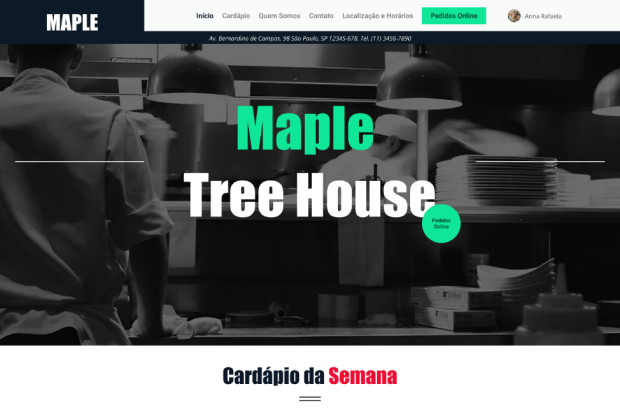 MAPLE
Início Cardápio Quem Somos Contato Localização e Horários Pedidos Online Anna Rafaela
Av. Bernardino de Campos, 98 São Paulo, SP 12345-678, Tel. (11) 3456-7890
Maple
Tree House
Pedidos
Online
Cardápio da Semana